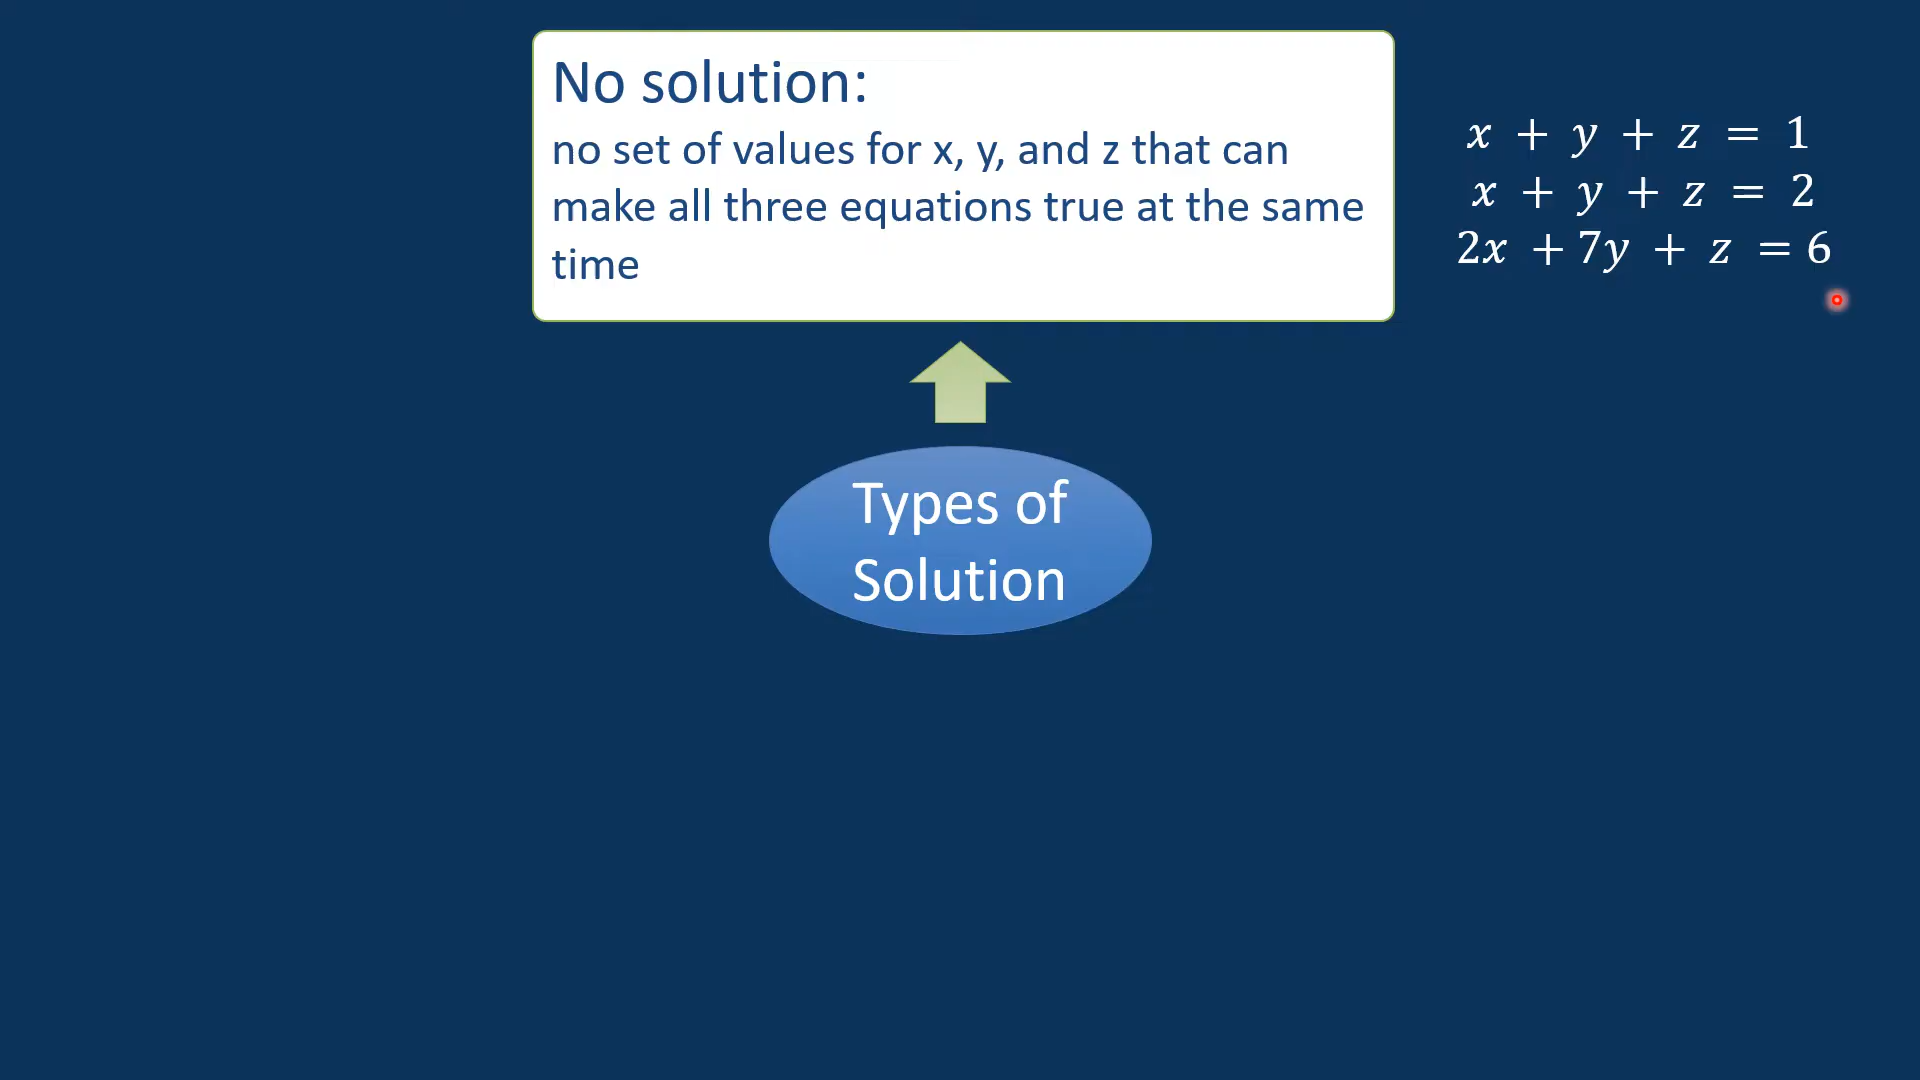 No solution:
no set of values for x, y, and z that can
make all three equations true at the same
time
x + y + z = 1
x + y + z = 2
2x + 7y + z = 6
Types of
Solution